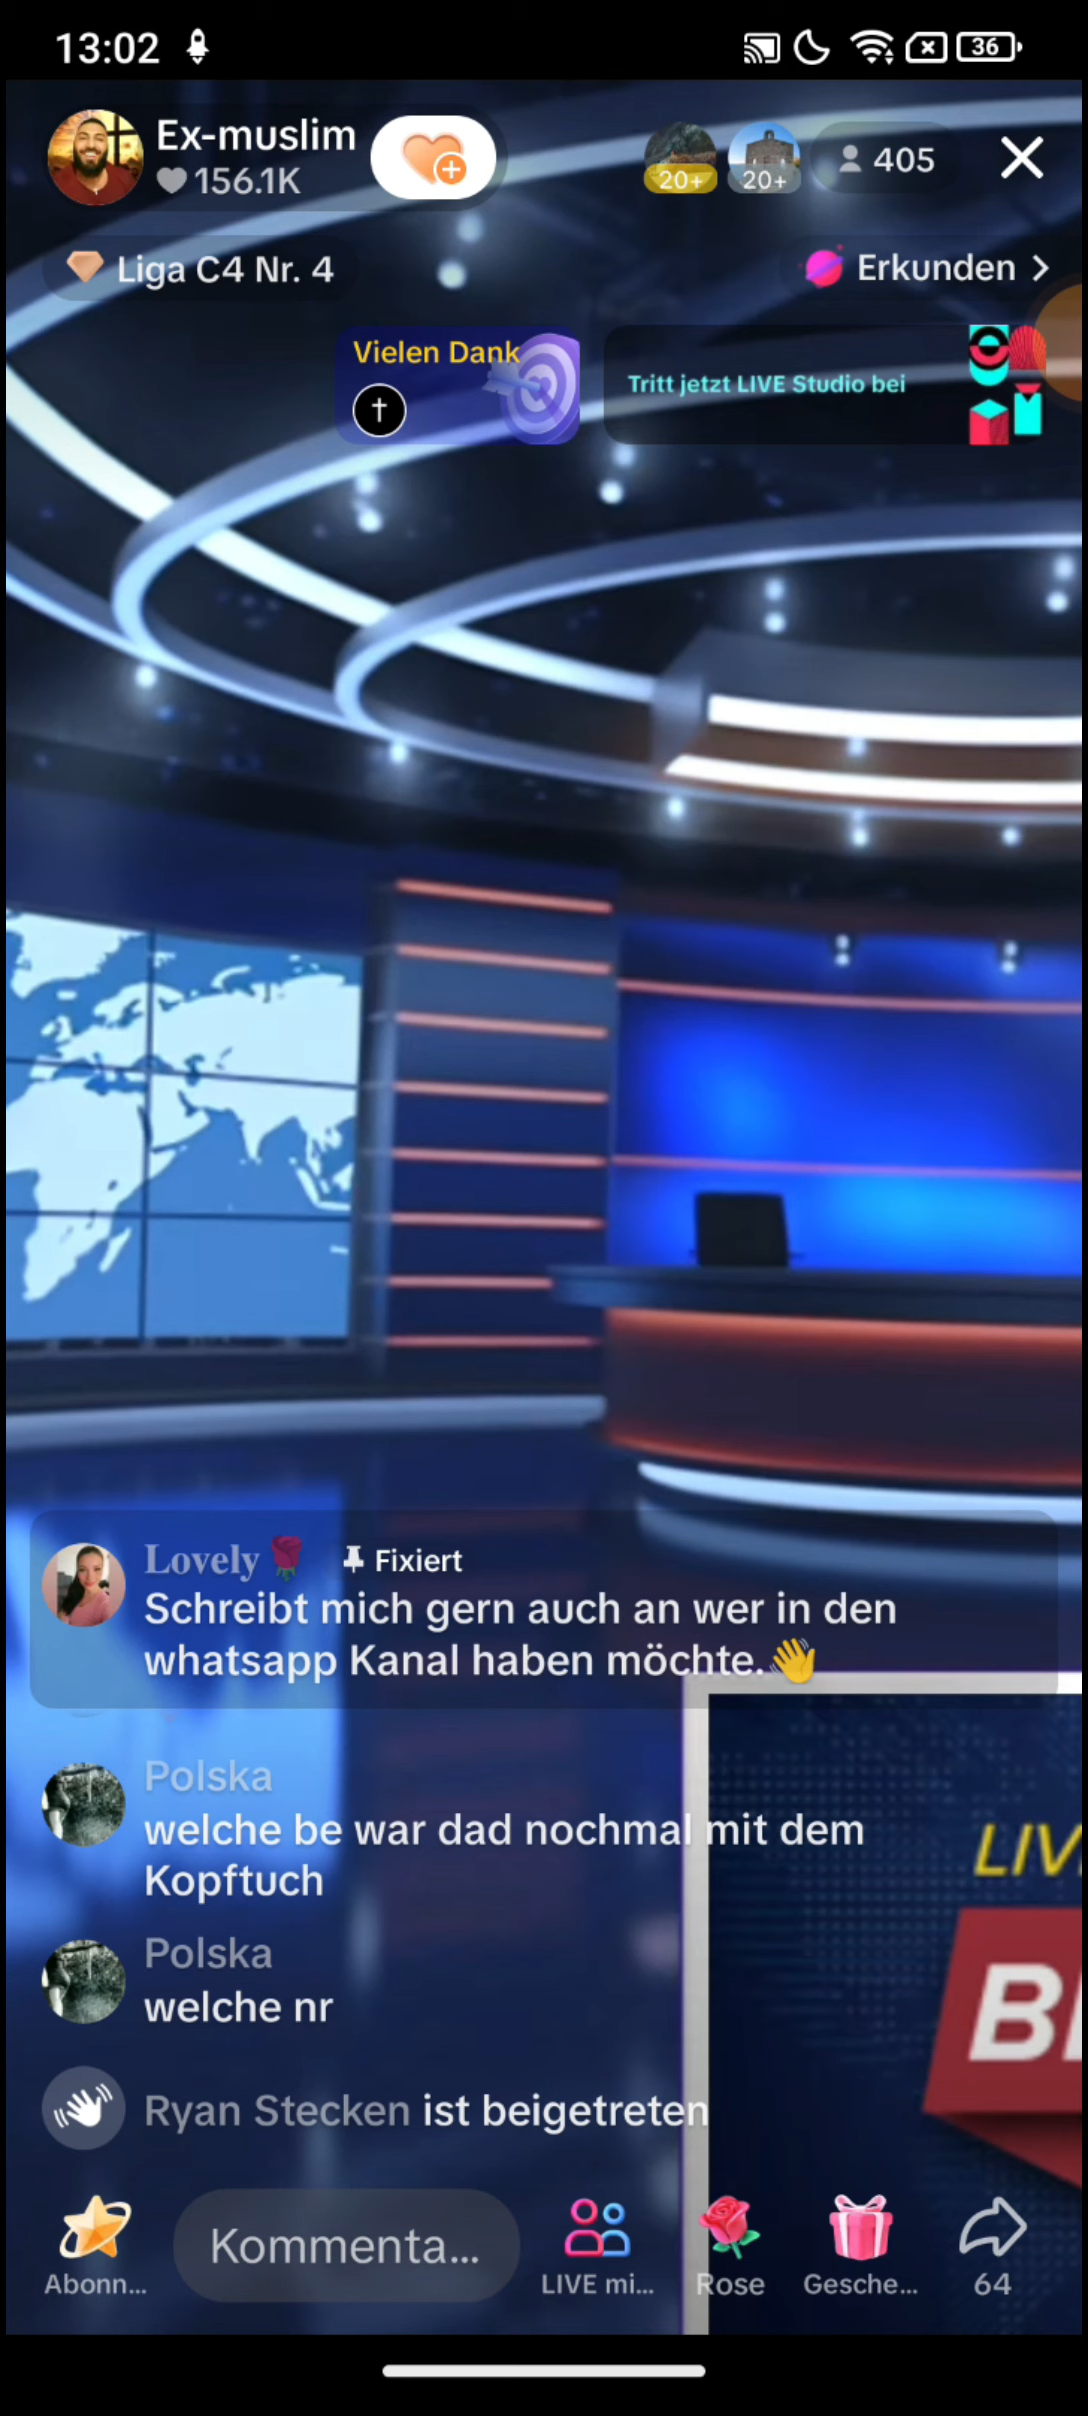 13:02
36
Ex-muslim
156.1K
20+
20+
405
Liga C4 Nr. 4
Erkunden
Vielen Dank
Tritt jetzt LIVE Studio bei
Lovely🌹 Fixiert
Schreibt mich gern auch an wer in den
whatsapp Kanal haben möchte.👋
Polska
welche be war dad nochmal mit dem
Kopftuch
Polska
welche nr
Ryan Stecken ist beigetreten
LIV
Abonn...
Kommenta...
LIVE mi...
Rose
Gesche...
64